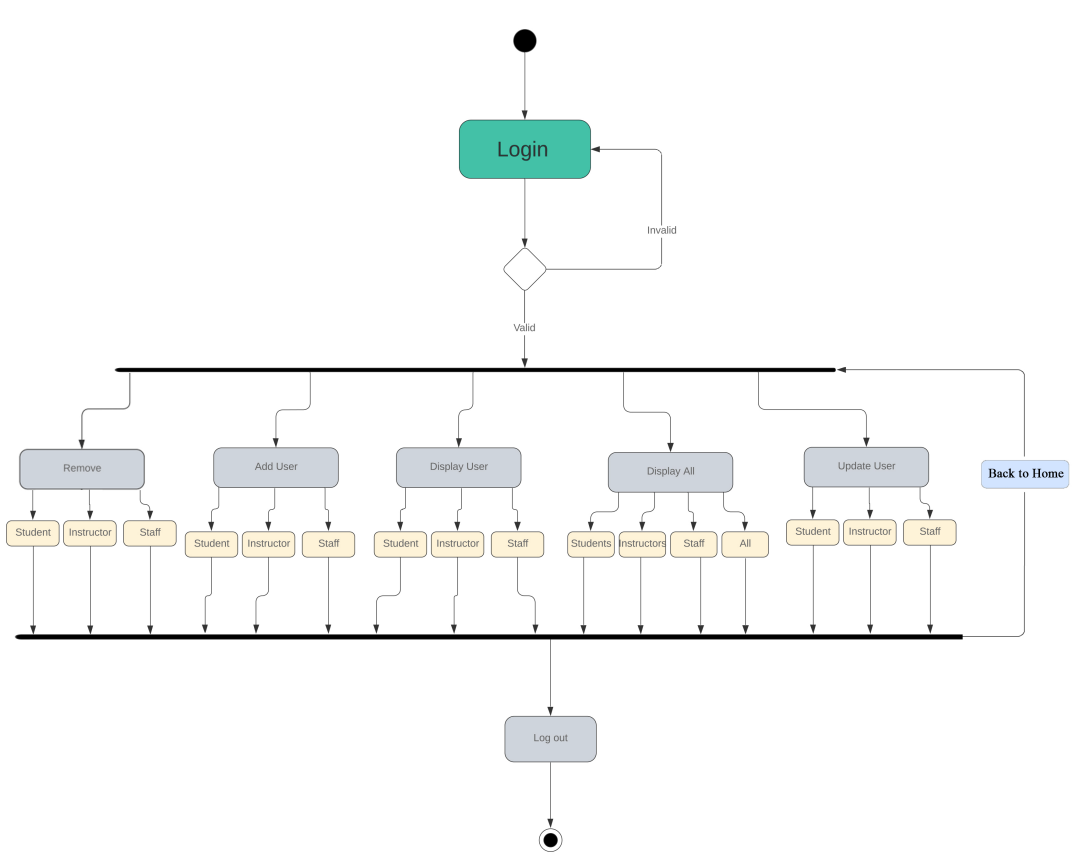 Login
Invalid
Valid
Remove
Add User
Display User
Display All
Update User
Back to Home
Student
Instructor
Staff
Student
Instructor
Staff
Student
Instructor
Staff
Students
Instructors
Staff
All
Student
Instructor
Staff
Log out